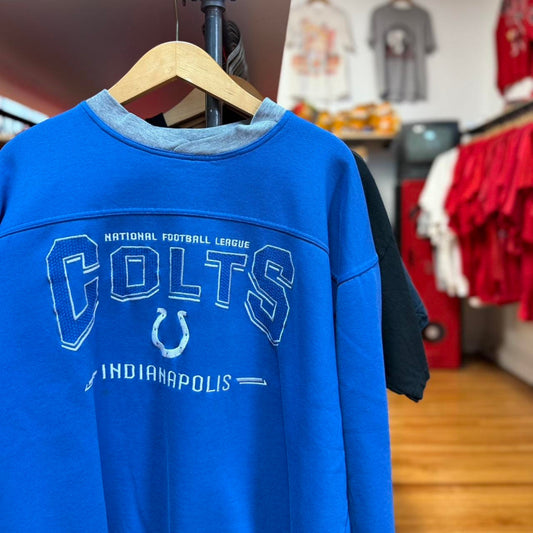 NATIONAL FOOTBALL LEAGUE
COLTS
INDIANAPOLIS